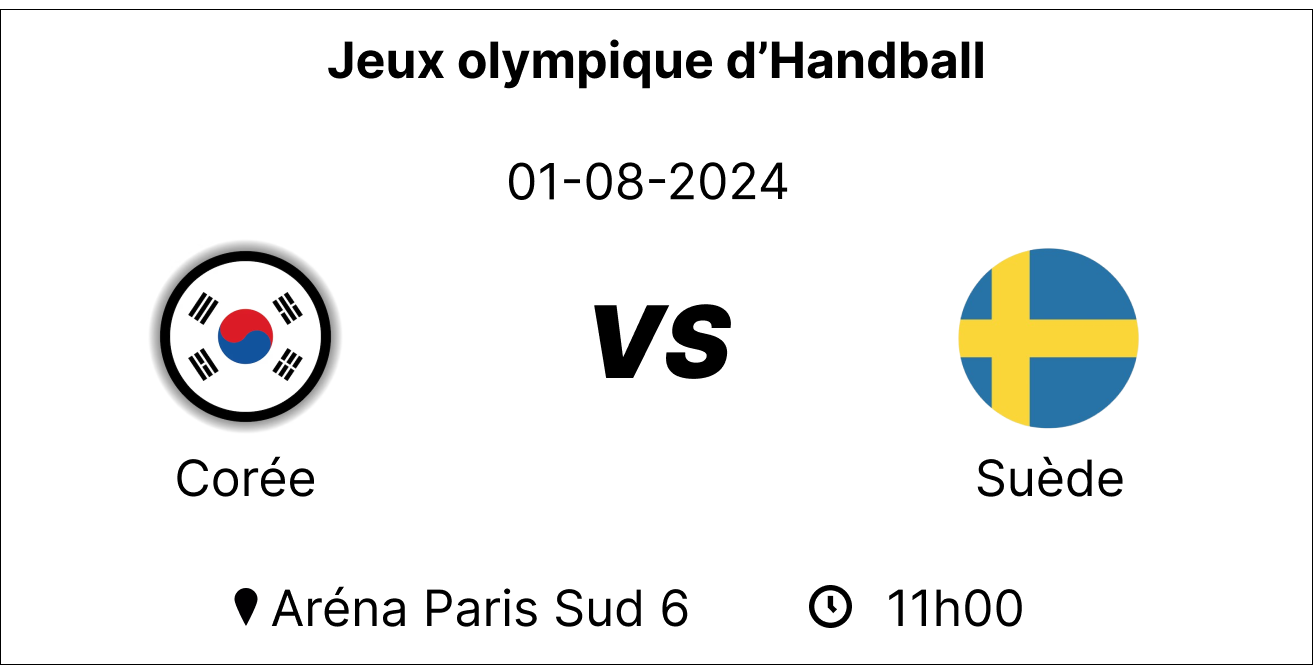 Jeux olympique d’Handball
01-08-2024
VS
Corée
Suède
Aréna Paris Sud 6
11h00